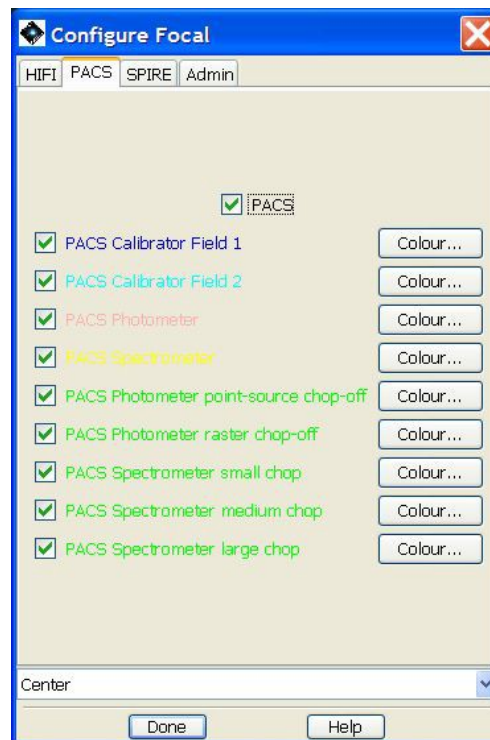 Configure Focal
HIFI PACS SPIRE Admin
PACS
PACS Calibrator Field 1 Colour...
PACS Calibrator Field 2 Colour...
PACS Photometer Colour...
PACS Spectrometer Colour...
PACS Photometer point-source chop-off Colour...
PACS Photometer raster chop-off Colour...
PACS Spectrometer small chop Colour...
PACS Spectrometer medium chop Colour...
PACS Spectrometer large chop Colour...
Center
Done Help